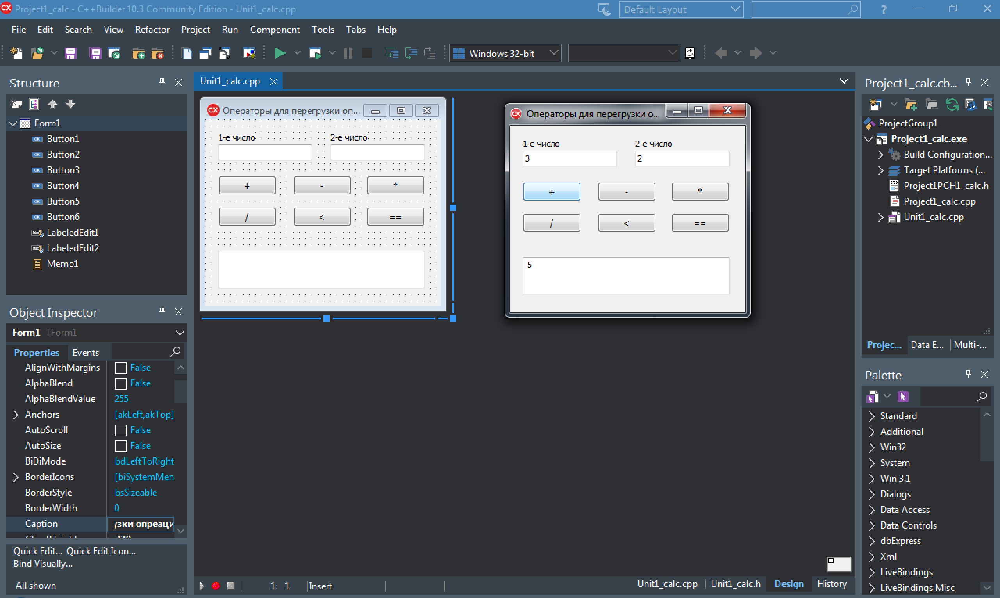 Project1_calc - C++Builder 10.3 Community Edition - Unit1_calc.cpp
Default Layout
?
File Edit Search View Refactor Project Run Component Tools Tabs Help
Windows 32-bit
Structure
Form1
Button1
Button2
Button3
Button4
Button5
Button6
LabeledEdit1
LabeledEdit2
Memo1
Object Inspector
Form1 TForm1
Properties Events
AlignWithMargins False
AlphaBlend False
AlphaBlendValue 255
Anchors [akLeft,akTop]
AutoScroll False
AutoSize False
BiDiMode bdLeftToRight
BorderIcons [biSystemMen
BorderStyle bsSizeable
BorderWidth 0
Caption узки опреаци
Quick Edit... Quick Edit Icon...
Bind Visually...
All shown
Unit1_calc.cpp
Операторы для перегрузки оп...
1-е число 2-е число
+ - *
/ < ==
Операторы для перегрузки о...
1-е число 2-е число
3 2
+ - *
/ < ==
5
1: 1 Insert
Unit1_calc.cpp Unit1_calc.h Design History
Project1_calc.cb...
ProjectGroup1
Project1_calc.exe
Build Configuration...
Target Platforms (...
Project1PCH1_calc.h
Project1_calc.cpp
Unit1_calc.cpp
Projec... Data E... Multi-...
Palette
Standard
Additional
Win32
System
Win 3.1
Dialogs
Data Access
Data Controls
dbExpress
Xml
LiveBindings
LiveBindings Misc